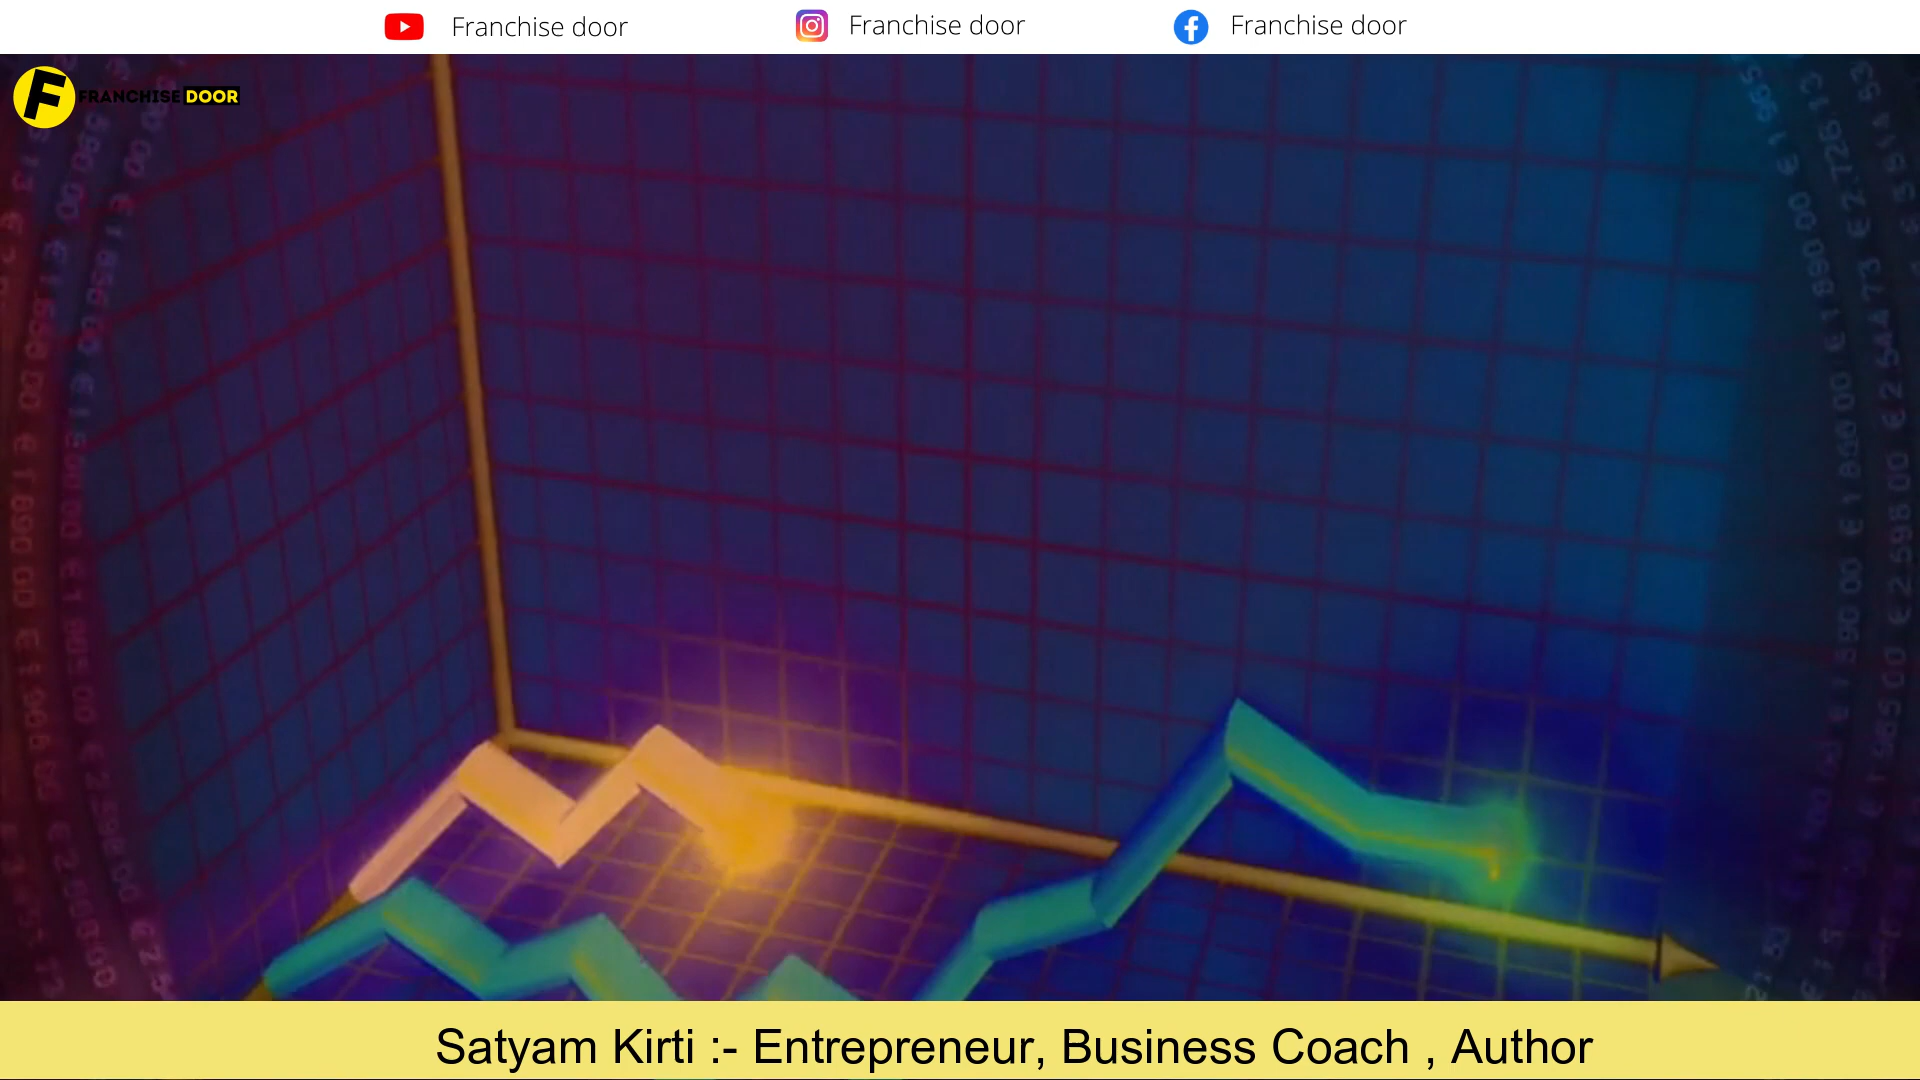 Franchise door
Franchise door
Franchise door
F FRANCHISE DOOR
Satyam Kirti :- Entrepreneur, Business Coach , Author